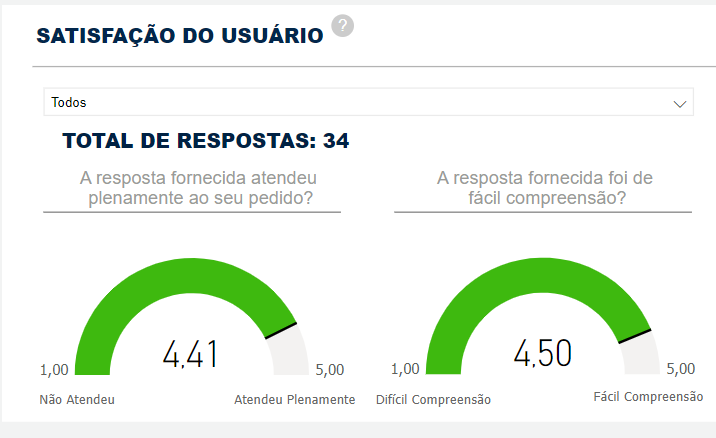 SATISFAÇÃO DO USUÁRIO ?
Todos
TOTAL DE RESPOSTAS: 34
A resposta fornecida atendeu
plenamente ao seu pedido?
4,41
1,00
5,00
Não Atendeu
Atendeu Plenamente
A resposta fornecida foi de
fácil compreensão?
4,50
1,00
5,00
Difícil Compreensão
Fácil Compreensão